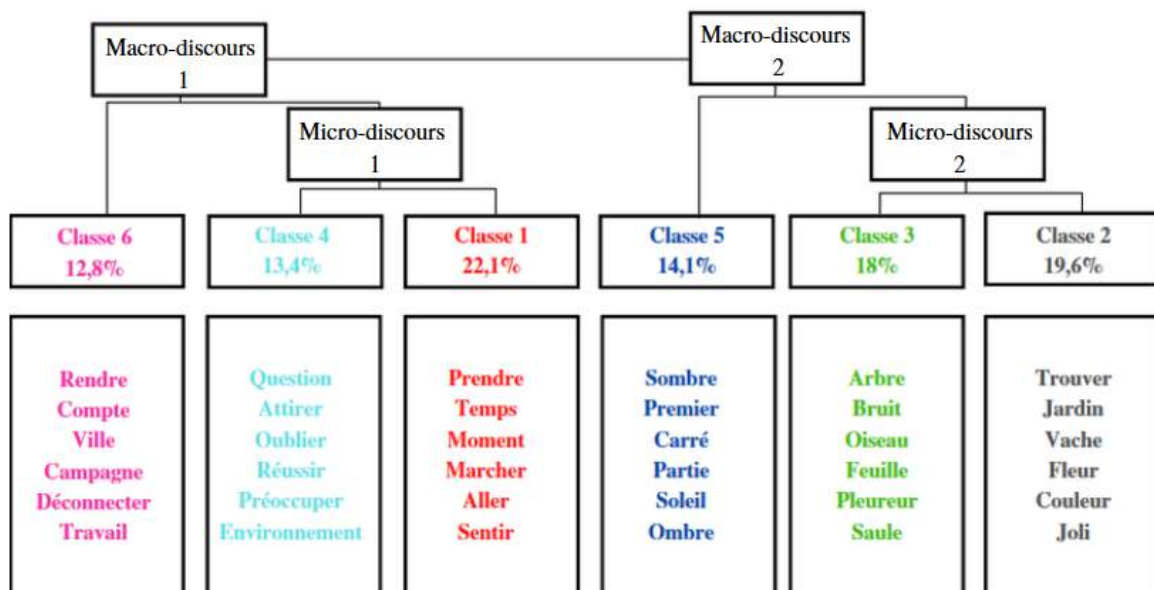 Macro-discours
1
Macro-discours
2
Micro-discours
1
Micro-discours
2
Classe 6
12,8%
Classe 4
13,4%
Classe 1
22,1%
Classe 5
14,1%
Classe 3
18%
Classe 2
19,6%
Rendre
Compte
Ville
Campagne
Déconnecter
Travail
Question
Attirer
Oublier
Réussir
Préoccuper
Environnement
Prendre
Temps
Moment
Marcher
Aller
Sentir
Sombre
Premier
Carré
Partie
Soleil
Ombre
Arbre
Bruit
Oiseau
Feuille
Pleureur
Saule
Trouver
Jardin
Vache
Fleur
Couleur
Joli